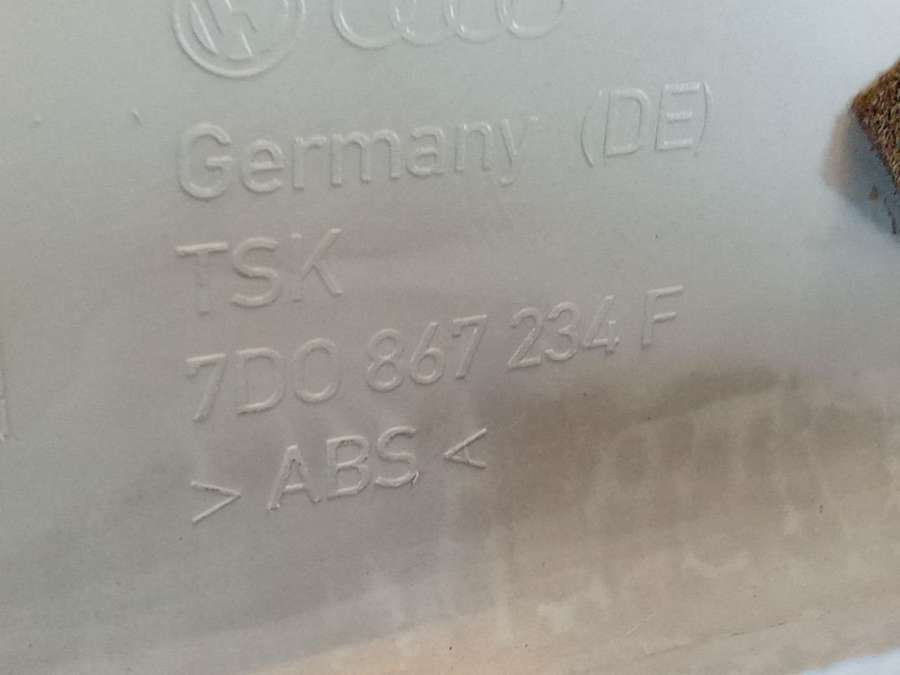 Germany (DE)
TSK
7D0 867 234 F
> ABS <